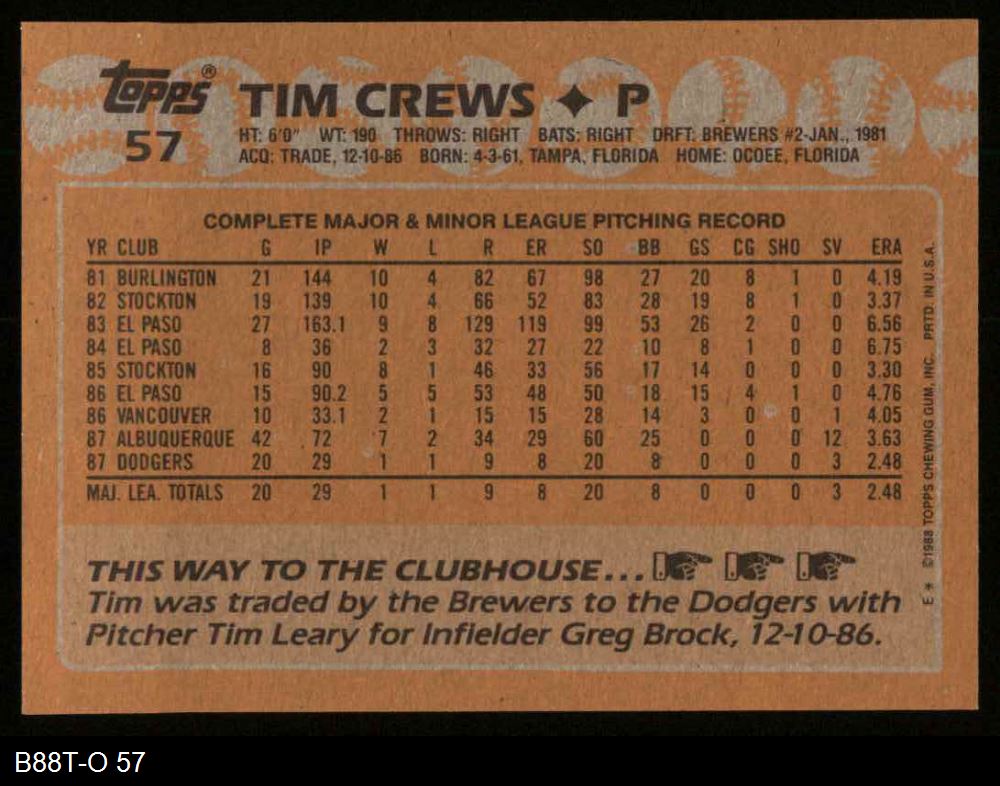 Topps®
57
TIM CREWS ✦ P
HT: 6'0" WT: 190 THROWS: RIGHT BATS: RIGHT DRFT: BREWERS #2-JAN., 1981
ACQ: TRADE, 12-10-86 BORN: 4-3-61, TAMPA, FLORIDA HOME: OCOEE, FLORIDA
COMPLETE MAJOR & MINOR LEAGUE PITCHING RECORD
YR CLUB G IP W L R ER SO BB GS CG SHO SV ERA
81 BURLINGTON 21 144 10 4 82 67 98 27 20 8 1 0 4.19
82 STOCKTON 19 139 10 4 66 52 83 28 19 8 1 0 3.37
83 EL PASO 27 163.1 9 8 129 119 99 53 26 2 0 0 6.56
84 EL PASO 8 36 2 3 32 27 22 10 8 1 0 0 6.75
85 STOCKTON 16 90 8 1 46 33 56 17 14 0 0 0 3.30
86 EL PASO 15 90.2 5 5 53 48 50 18 15 4 1 0 4.76
86 VANCOUVER 10 33.1 2 1 15 15 28 14 3 0 0 1 4.05
87 ALBUQUERQUE 42 72 7 2 34 29 60 25 0 0 0 12 3.63
87 DODGERS 20 29 1 1 9 8 20 8 0 0 0 3 2.48
MAJ. LEA. TOTALS 20 29 1 1 9 8 20 8 0 0 0 3 2.48
THIS WAY TO THE CLUBHOUSE...
Tim was traded by the Brewers to the Dodgers with
Pitcher Tim Leary for Infielder Greg Brock, 12-10-86.
E * ©1988 TOPPS CHEWING GUM, INC. PRTD. IN U.S.A.
B88T-O 57